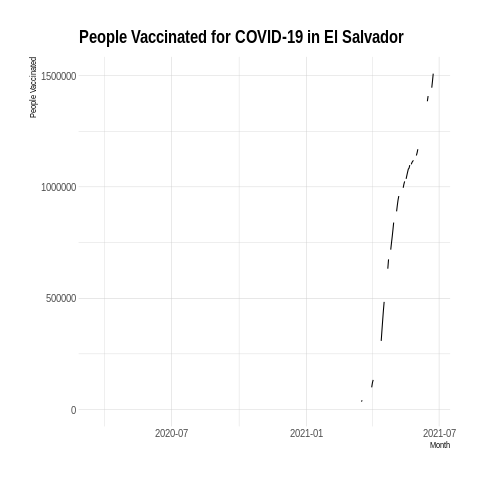 People Vaccinated for COVID-19 in El Salvador
People Vaccinated
1500000
1000000
500000
0
2020-07
2021-01
2021-07
Month